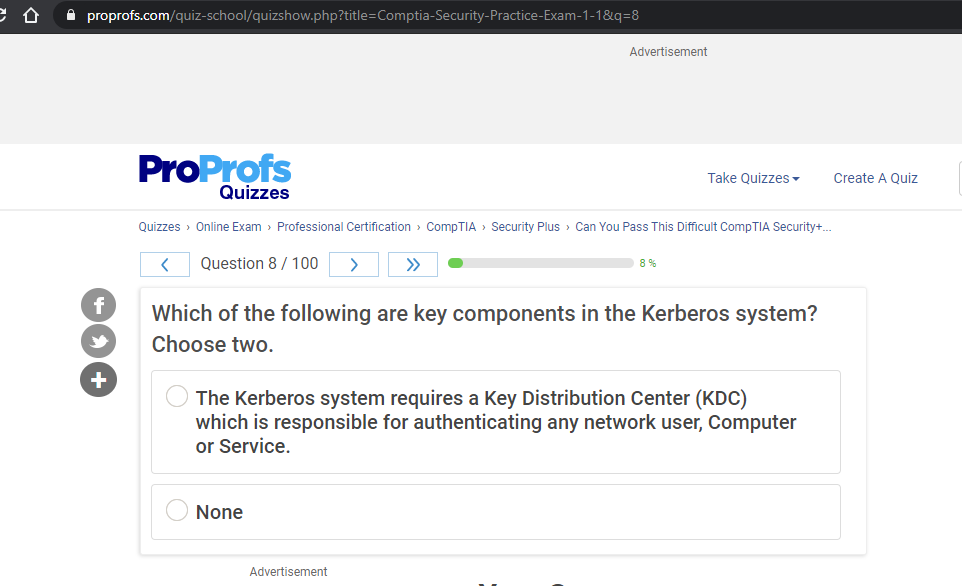 proprofs.com/quiz-school/quizshow.php?title=Comptia-Security-Practice-Exam-1-1&q=8
Advertisement
ProProfs
Quizzes
Take Quizzes
Create A Quiz
Quizzes › Online Exam › Professional Certification › CompTIA › Security Plus › Can You Pass This Difficult CompTIA Security+...
Question 8 / 100
8 %
Which of the following are key components in the Kerberos system?
Choose two.
The Kerberos system requires a Key Distribution Center (KDC)
which is responsible for authenticating any network user, Computer
or Service.
None
Advertisement